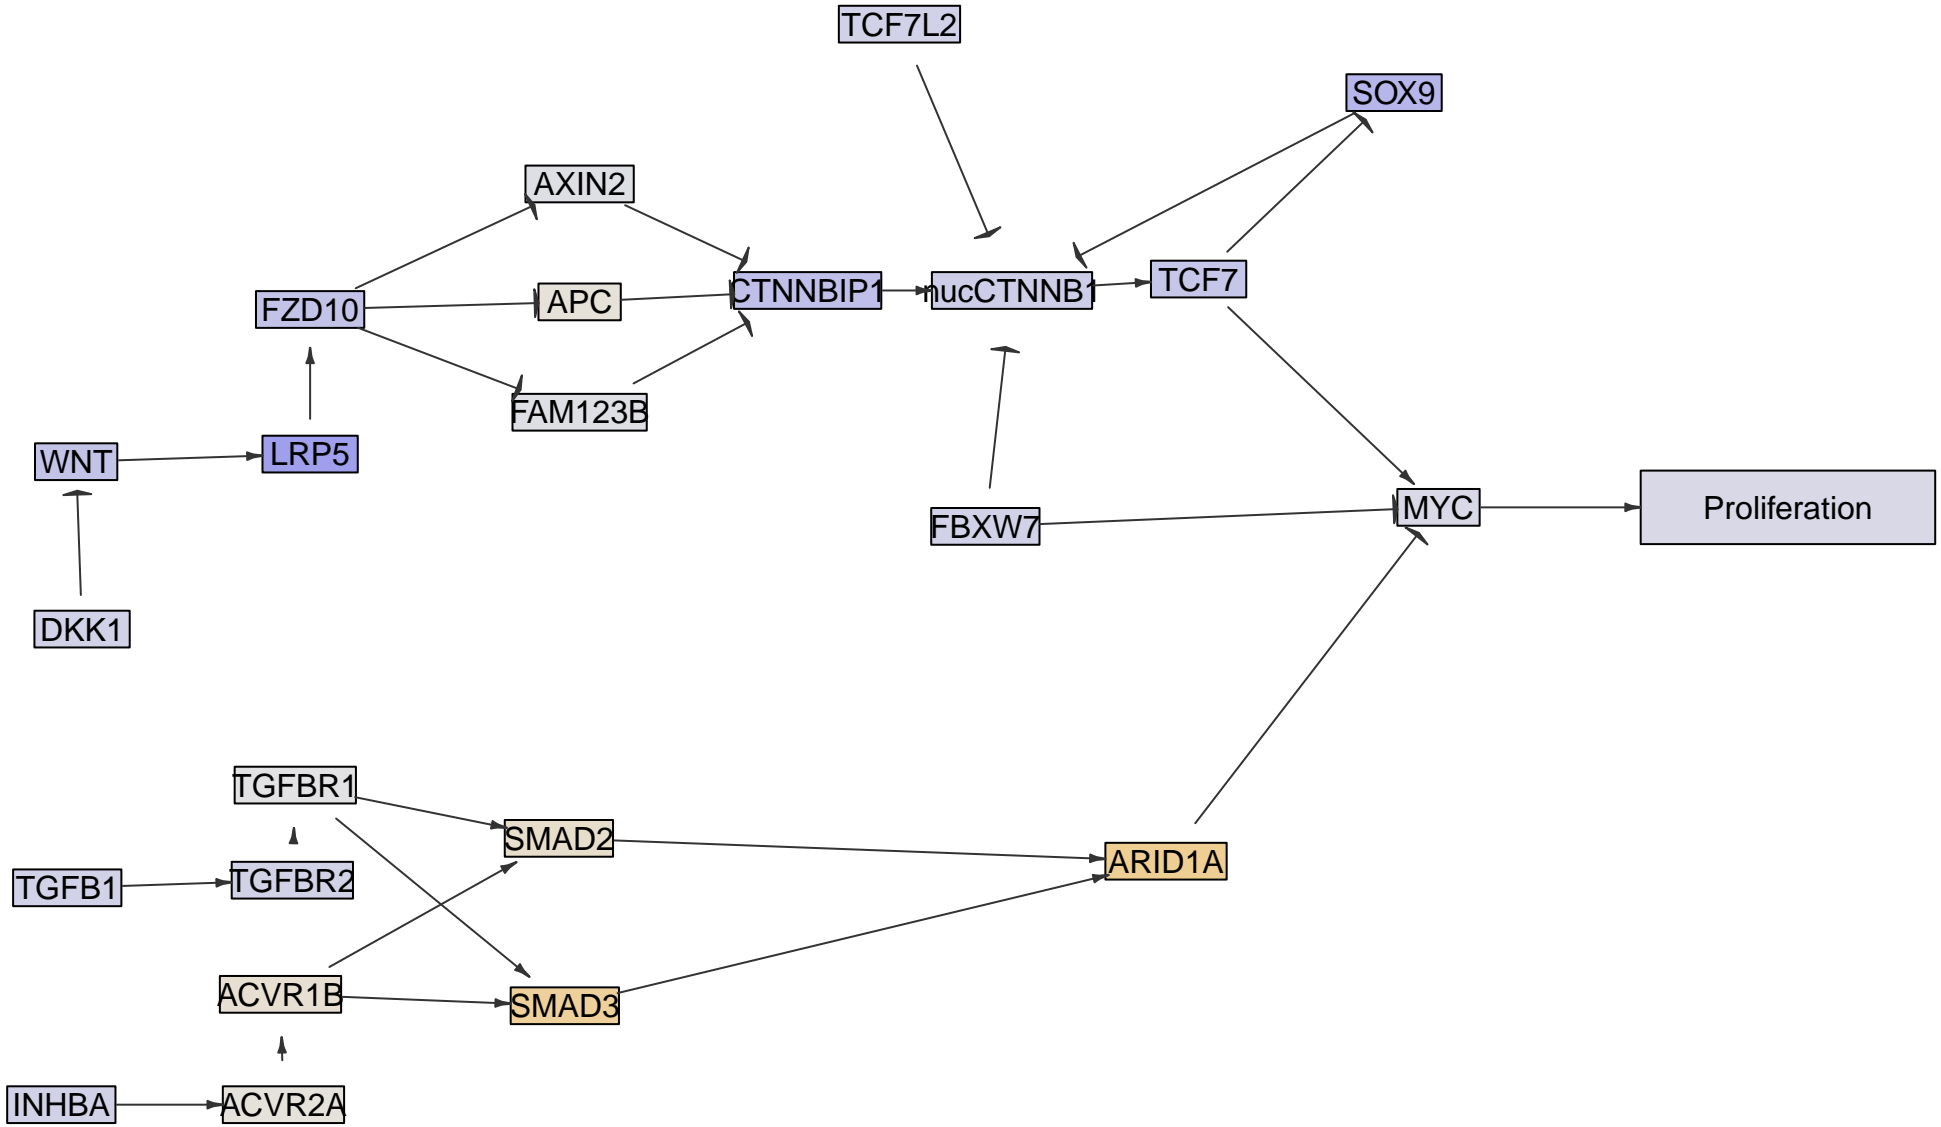 TCF7L2
SOX9
AXIN2
FZD10
APC
CTNNBIP1
nucCTNNB1
TCF7
FAM123B
WNT
LRP5
FBXW7
MYC
Proliferation
DKK1
TGFBR1
SMAD2
TGFB1
TGFBR2
ARID1A
ACVR1B
SMAD3
INHBA
ACVR2A